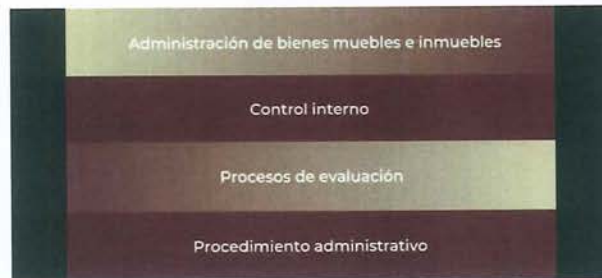 Administración de bienes muebles e inmuebles
Control interno
Procesos de evaluación
Procedimiento administrativo